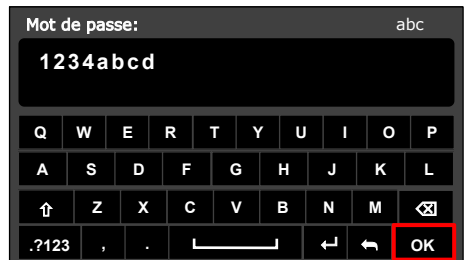 Mot de passe: abc
1234abcd
Q W E R T Y U I O P
A S D F G H J K L
Z X C V B N M
.?123 , . OK